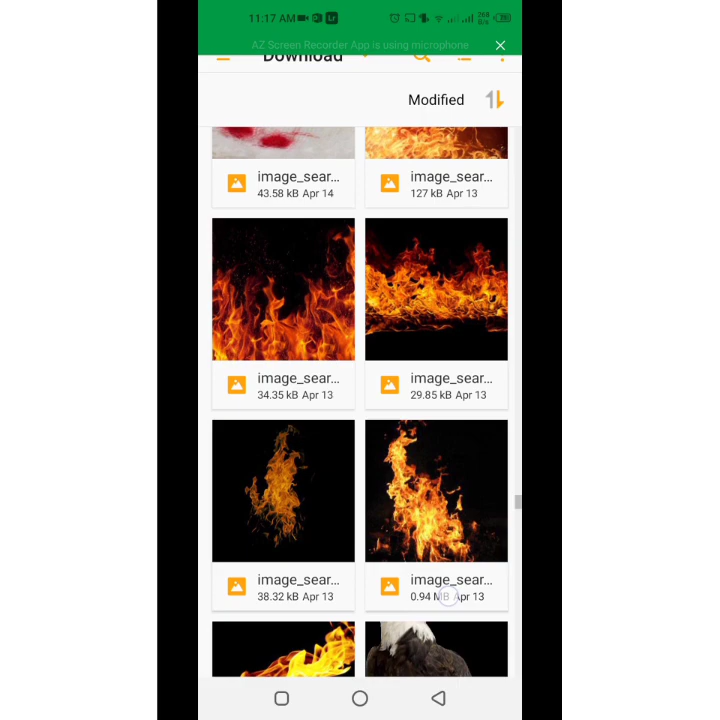 11:17 AM Lr 268 B/s
AZ Screen Recorder App is using microphone
Download
Modified
image_sear... image_sear...
43.58 kB Apr 14 127 kB Apr 13
image_sear... image_sear...
34.35 kB Apr 13 29.85 kB Apr 13
image_sear... image_sear...
38.32 kB Apr 13 0.94 MB Apr 13